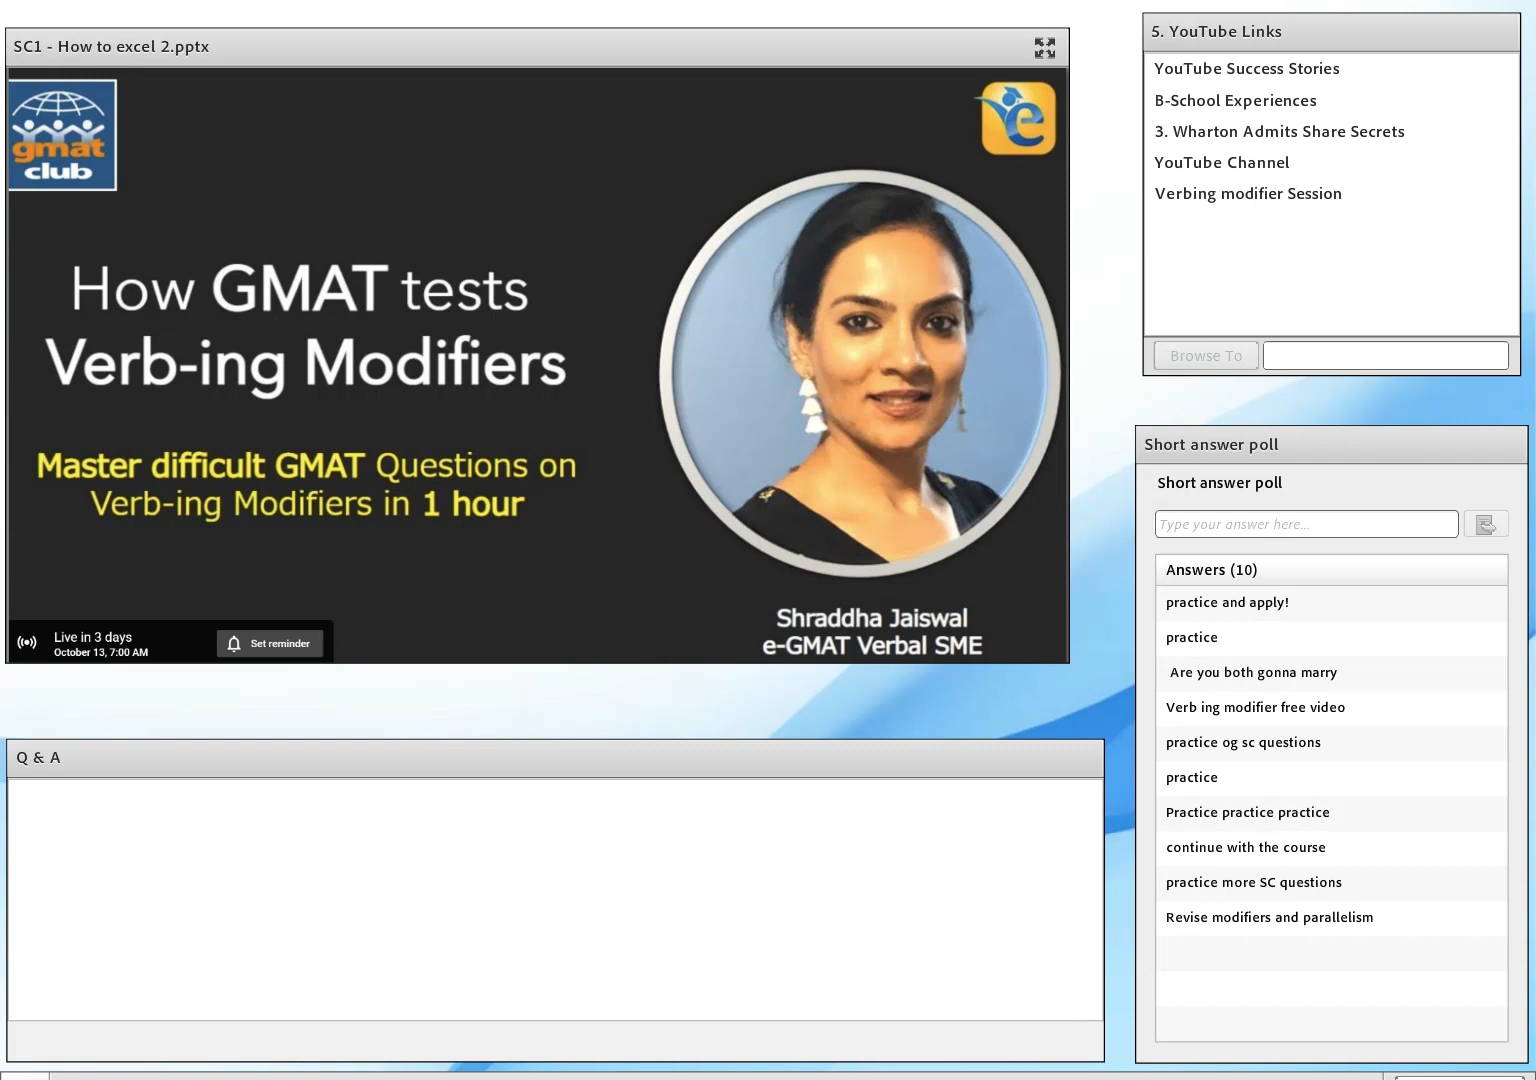 SC1 - How to excel 2.pptx
gmat
club
e
How GMAT tests
Verb-ing Modifiers
Master difficult GMAT Questions on
Verb-ing Modifiers in 1 hour
Shraddha Jaiswal
e-GMAT Verbal SME
Live in 3 days
October 13, 7:00 AM
Set reminder
Q & A
5. YouTube Links
YouTube Success Stories
B-School Experiences
3. Wharton Admits Share Secrets
YouTube Channel
Verbing modifier Session
Browse To
Short answer poll
Short answer poll
Type your answer here...
Answers (10)
practice and apply!
practice
Are you both gonna marry
Verb ing modifier free video
practice og sc questions
practice
Practice practice practice
continue with the course
practice more SC questions
Revise modifiers and parallelism